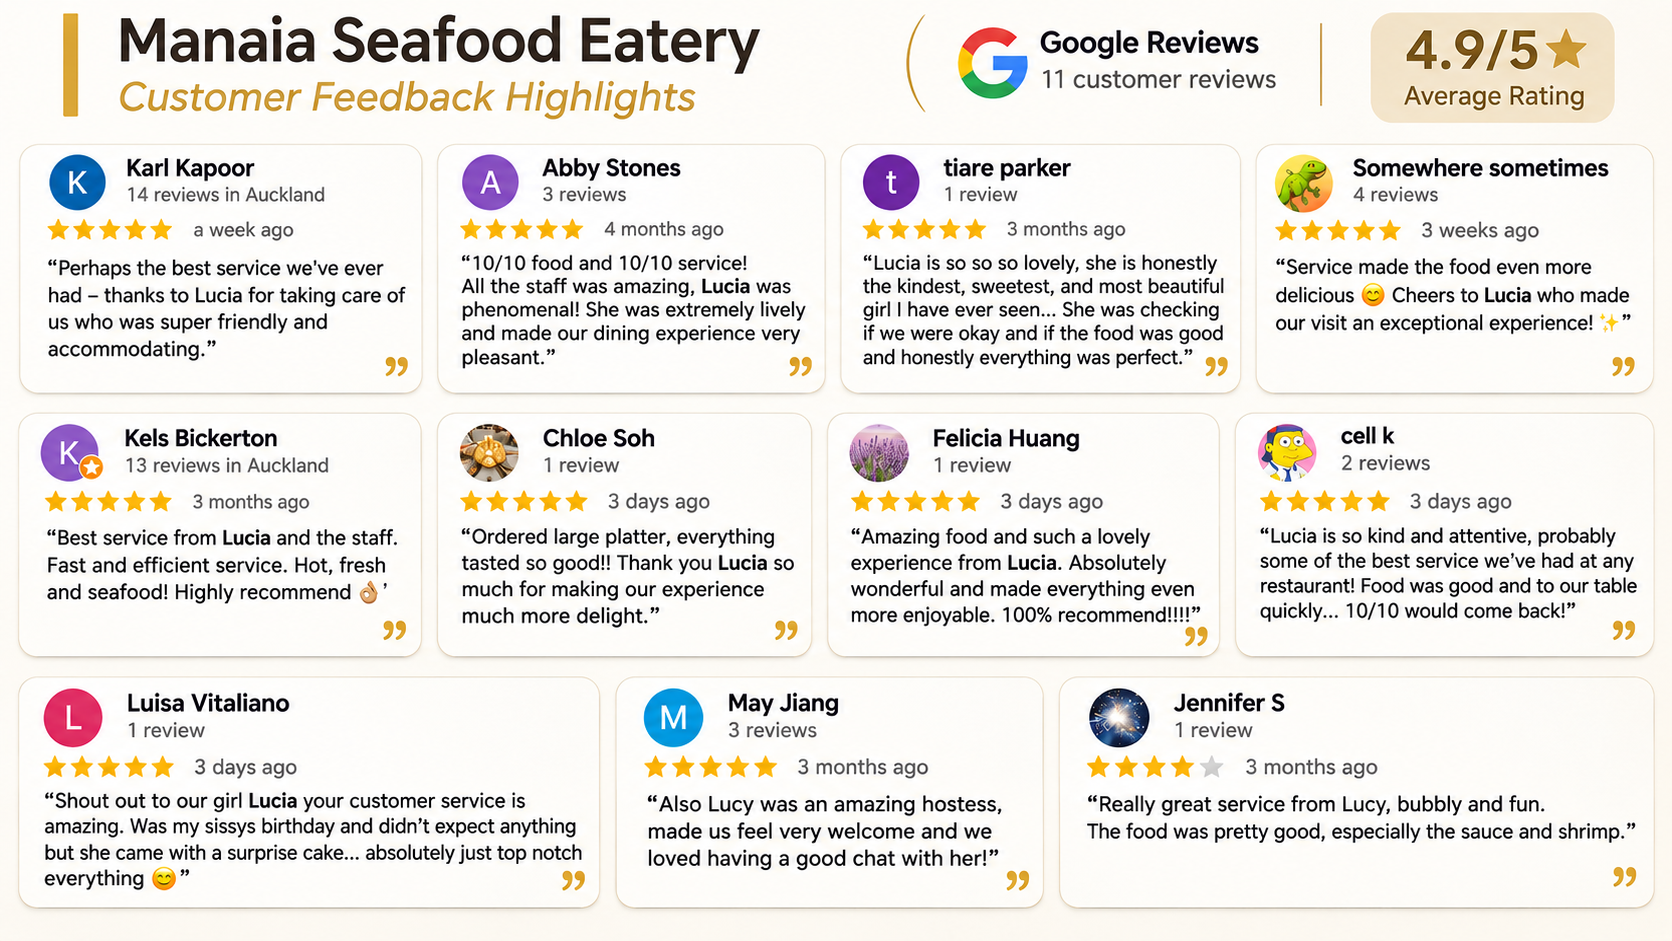 Manaia Seafood Eatery
Customer Feedback Highlights
Google Reviews
11 customer reviews
4.9/5
Average Rating
K
Karl Kapoor
14 reviews in Auckland
a week ago
“Perhaps the best service we've ever
had – thanks to Lucia for taking care of
us who was super friendly and
accommodating.”
”
A
Abby Stones
3 reviews
4 months ago
“10/10 food and 10/10 service!
All the staff was amazing, Lucia was
phenomenal! She was extremely lively
and made our dining experience very
pleasant.”
”
t
tiare parker
1 review
3 months ago
“Lucia is so so so lovely, she is honestly
the kindest, sweetest, and most beautiful
girl I have ever seen... She was checking
if we were okay and if the food was good
and honestly everything was perfect.”
”
Somewhere sometimes
4 reviews
3 weeks ago
“Service made the food even more
delicious 😊 Cheers to Lucia who made
our visit an exceptional experience! ✨”
”
K
Kels Bickerton
13 reviews in Auckland
3 months ago
“Best service from Lucia and the staff.
Fast and efficient service. Hot, fresh
and seafood! Highly recommend 👌🏼’
”
Chloe Soh
1 review
3 days ago
“Ordered large platter, everything
tasted so good!! Thank you Lucia so
much for making our experience
much more delight.”
”
Felicia Huang
1 review
3 days ago
“Amazing food and such a lovely
experience from Lucia. Absolutely
wonderful and made everything even
more enjoyable. 100% recommend!!!!”
”
cell k
2 reviews
3 days ago
“Lucia is so kind and attentive, probably
some of the best service we’ve had at any
restaurant! Food was good and to our table
quickly... 10/10 would come back!”
”
L
Luisa Vitaliano
1 review
3 days ago
“Shout out to our girl Lucia your customer service is
amazing. Was my sissys birthday and didn’t expect anything
but she came with a surprise cake... absolutely just top notch
everything 😊 ”
”
M
May Jiang
3 reviews
3 months ago
“Also Lucy was an amazing hostess,
made us feel very welcome and we
loved having a good chat with her!”
”
Jennifer S
1 review
3 months ago
“Really great service from Lucy, bubbly and fun.
The food was pretty good, especially the sauce and shrimp.”
”